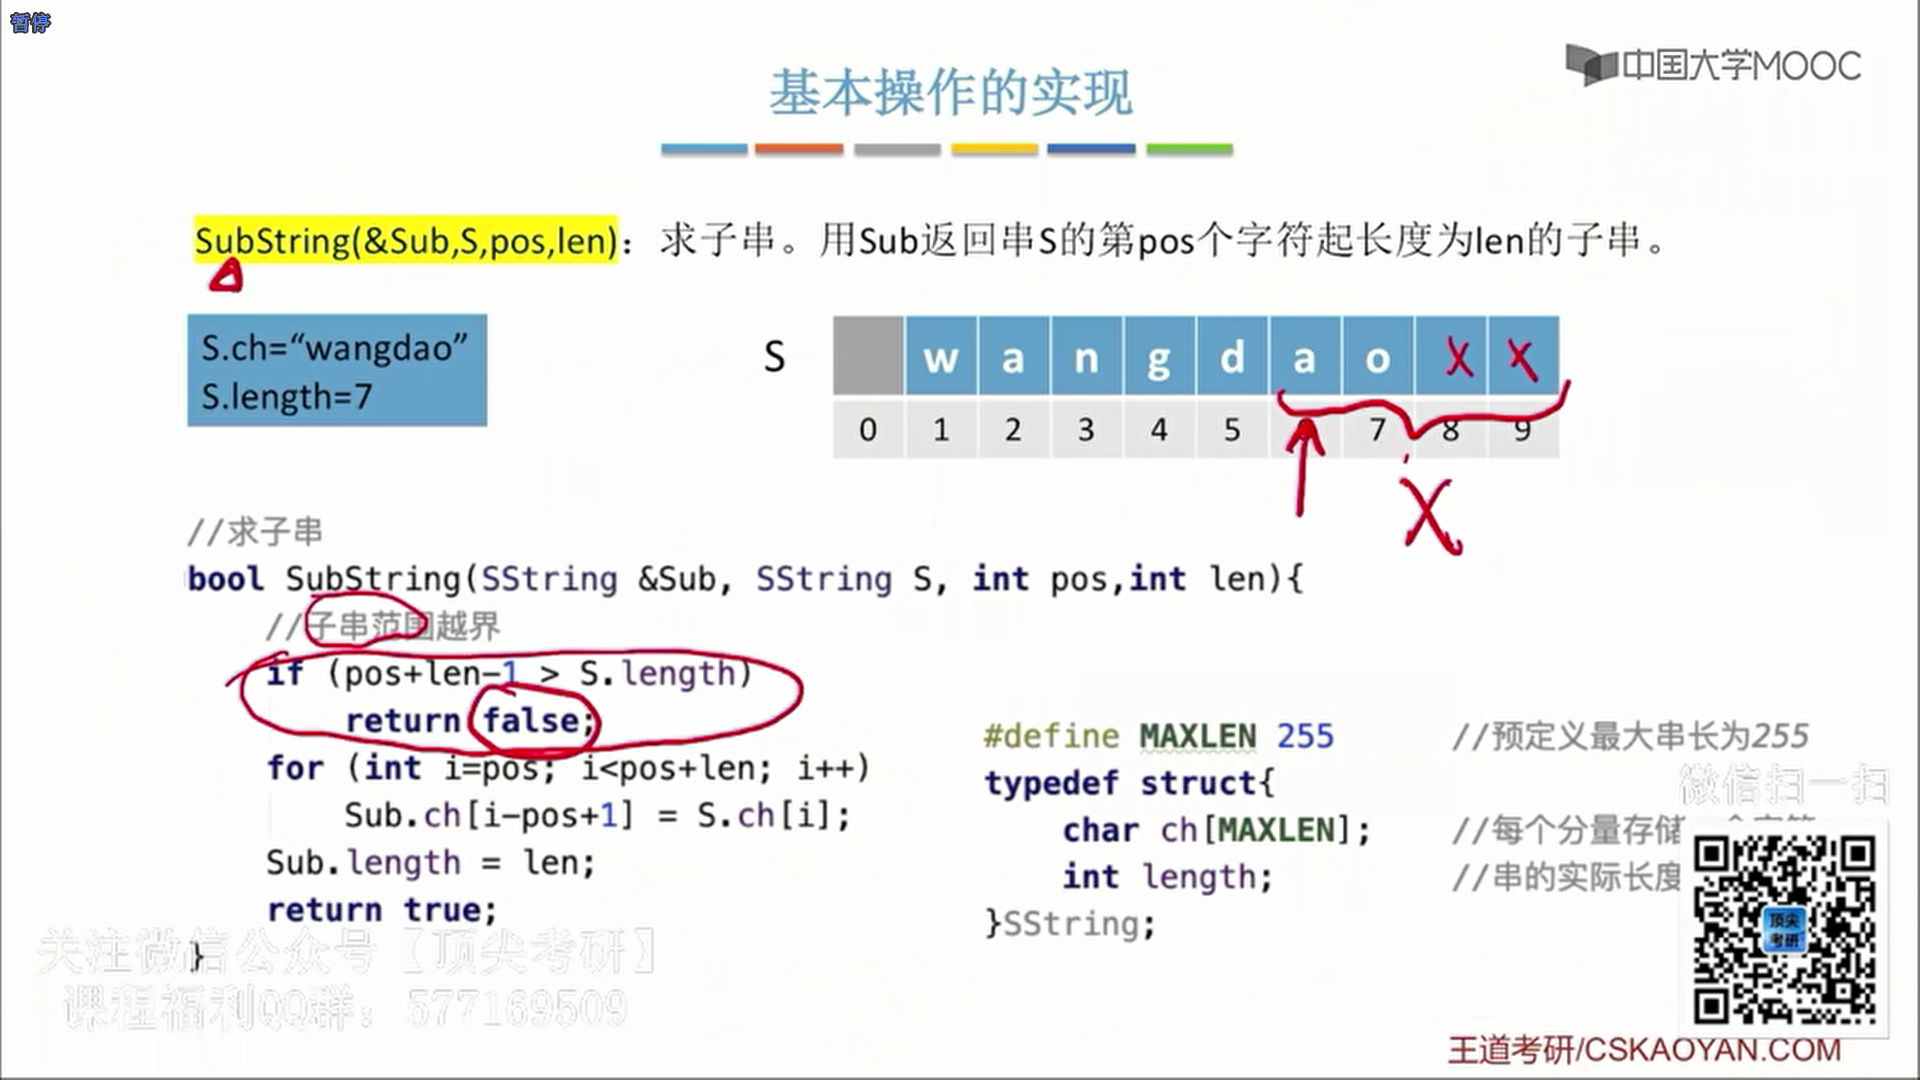 暂停
中国大学MOOC
基本操作的实现
SubString(&Sub,S,pos,len)：求子串。用Sub返回串S的第pos个字符起长度为len的子串。
S.ch=“wangdao”
S.length=7
S
w a n g d a o X X
0 1 2 3 4 5 7 8 9
X
//求子串
bool SubString(SString &Sub, SString S, int pos,int len){
//子串范围越界
if (pos+len-1 > S.length)
return false;
for (int i=pos; i<pos+len; i++)
Sub.ch[i-pos+1] = S.ch[i];
Sub.length = len;
return true;
}
#define MAXLEN 255 //预定义最大串长为255
typedef struct{
char ch[MAXLEN]; //每个分量存储
int length; //串的实际长度
}SString;
微信扫一扫
顶尖
考研
关注微信公众号【顶尖考研】
课程福利QQ群：577169509
王道考研/CSKAOYAN.COM